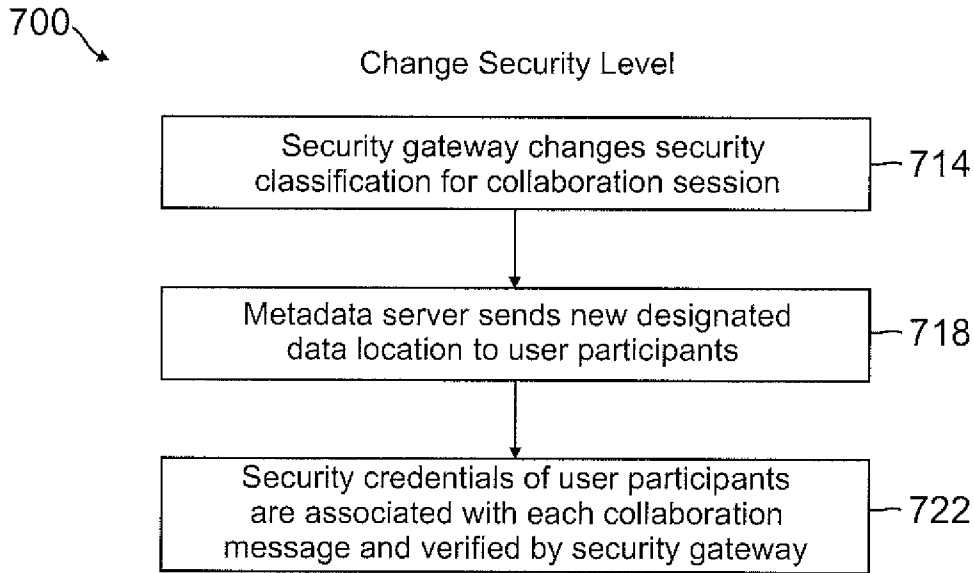 700
Change Security Level
Security gateway changes security
classification for collaboration session
714
Metadata server sends new designated
data location to user participants
718
Security credentials of user participants
are associated with each collaboration
message and verified by security gateway
722